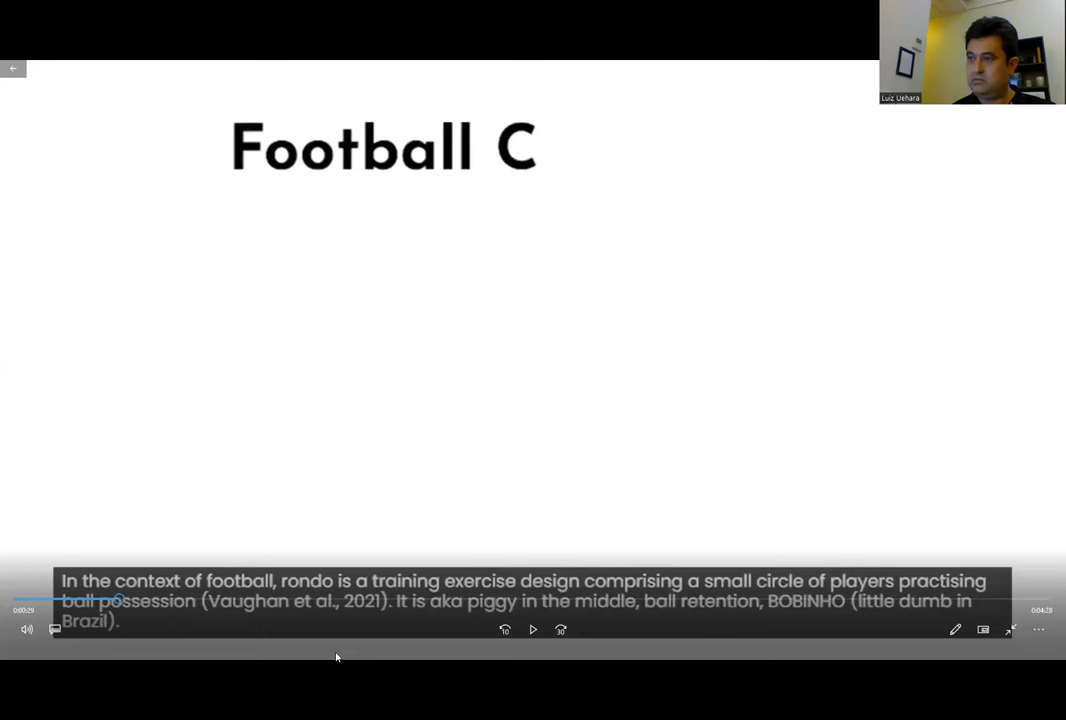 Luiz Uehara
Football C
In the context of football, rondo is a training exercise design comprising a small circle of players practising
ball possession (Vaughan et al., 2021). It is aka piggy in the middle, ball retention, BOBINHO (little dumb in
Brazil).
0:00:29
0:04:28
10
30